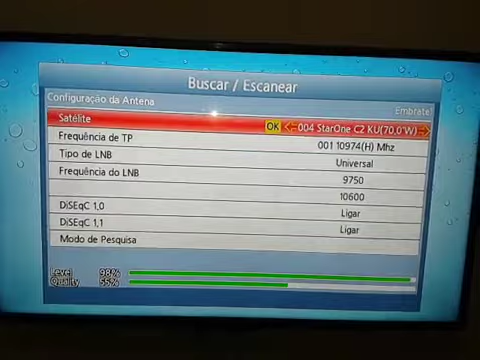 Buscar / Escanear
Configuração da Antena Embratel
Satélite OK 004 StarOne C2 KU(70,0°W)
Frequência de TP 001 10974(H) Mhz
Tipo de LNB Universal
Frequência do LNB 9750
10600
DiSEqC 1,0 Ligar
DiSEqC 1,1 Ligar
Modo de Pesquisa
Level 98%
Quality 55%